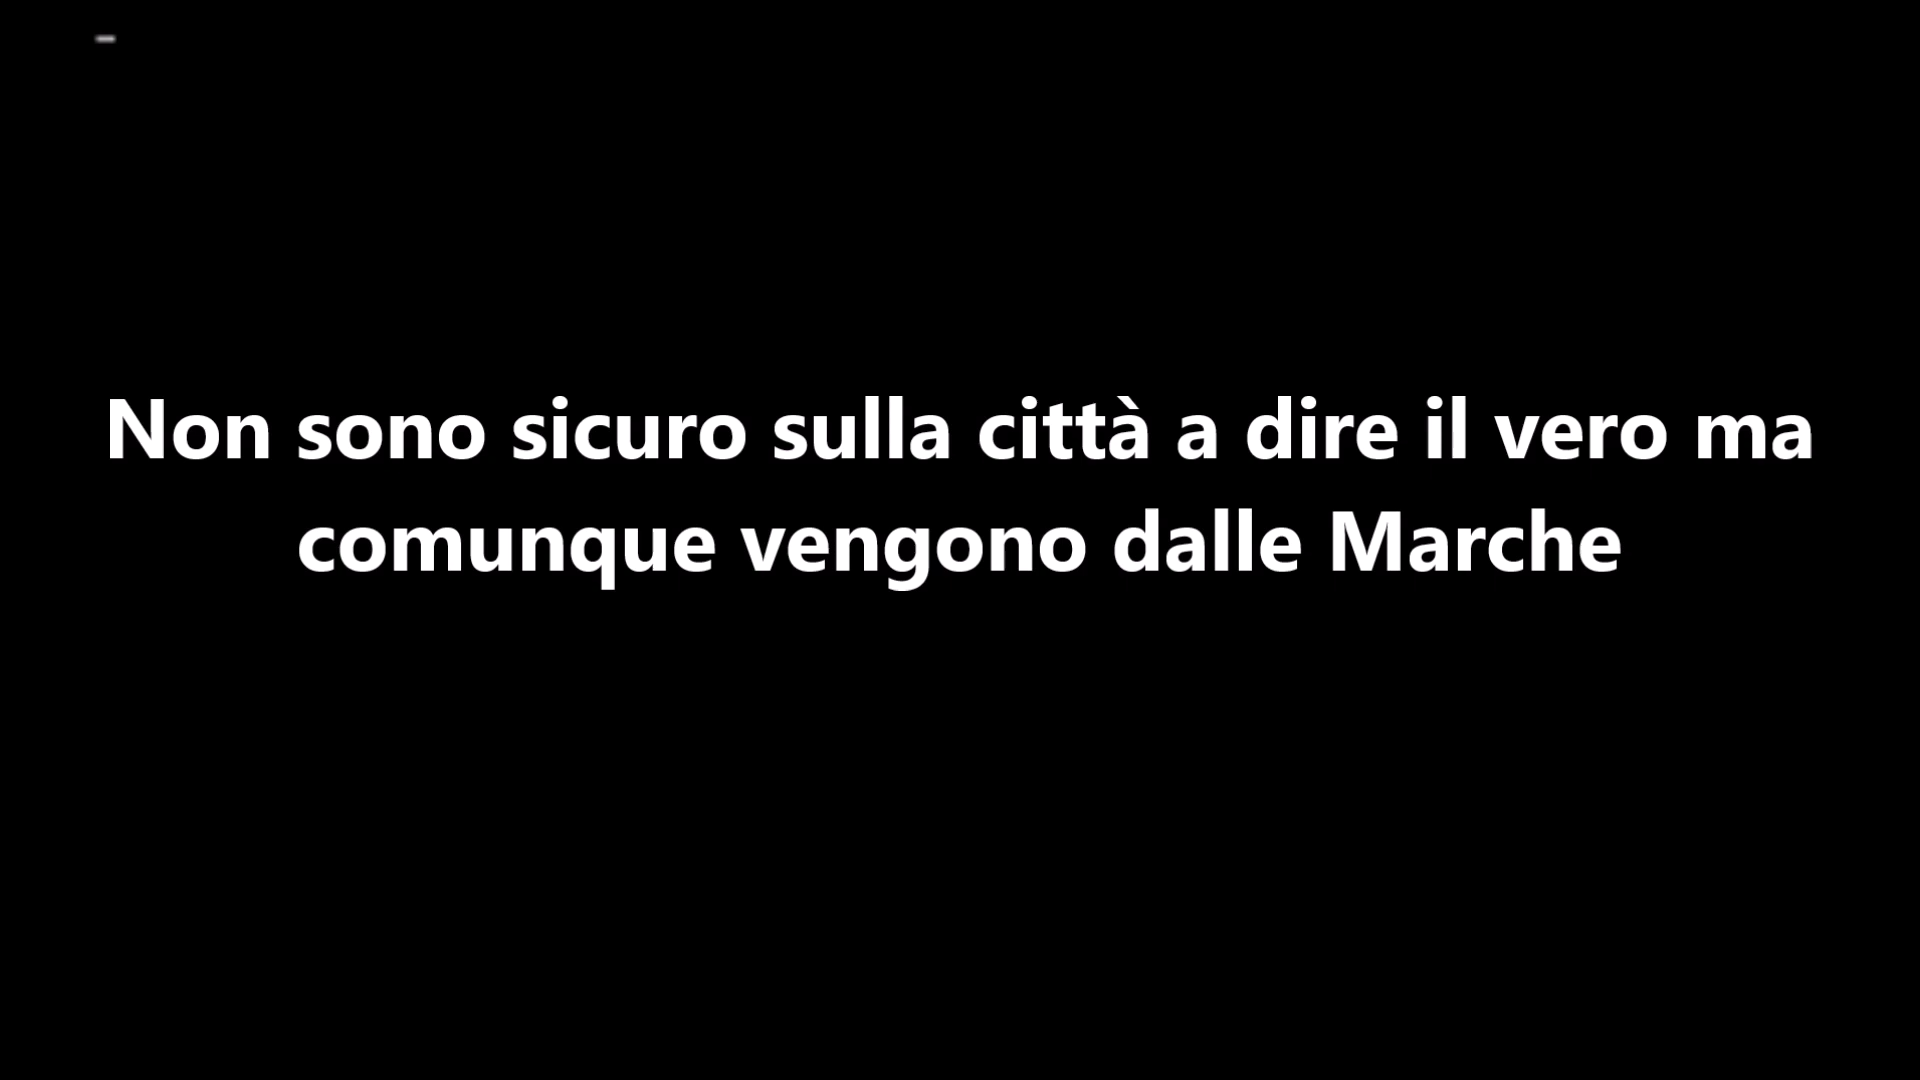 Non sono sicuro sulla città a dire il vero ma
comunque vengono dalle Marche